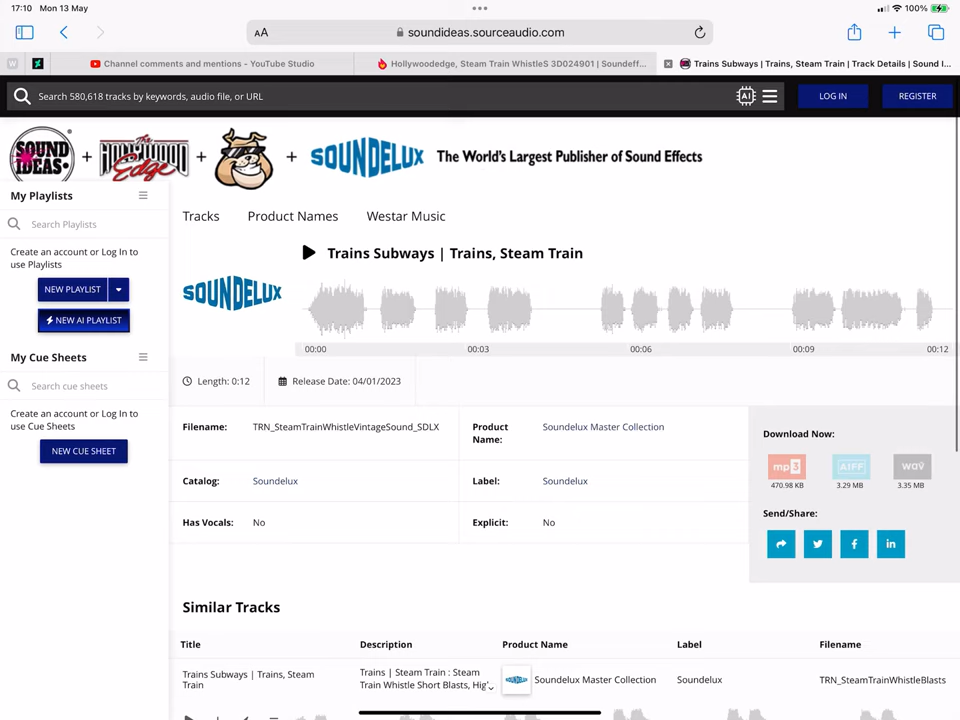 17:10 Mon 13 May
100%
AA
soundideas.sourceaudio.com
W
Channel comments and mentions - YouTube Studio
Hollywoodedge, Steam Train WhistleS 3D024901 | Soundeff...
Trains Subways | Trains, Steam Train | Track Details | Sound I...
Search 580,618 tracks by keywords, audio file, or URL
AI
LOG IN
REGISTER
SOUND IDEAS + The Hollywood Edge + + SOUNDELUX The World's Largest Publisher of Sound Effects
My Playlists
Search Playlists
Create an account or Log In to
use Playlists
NEW PLAYLIST
NEW AI PLAYLIST
My Cue Sheets
Search cue sheets
Create an account or Log In to
use Cue Sheets
NEW CUE SHEET
Tracks Product Names Westar Music
Trains Subways | Trains, Steam Train
SOUNDELUX
00:00 00:03 00:06 00:09 00:12
Length: 0:12 Release Date: 04/01/2023
Filename: TRN_SteamTrainWhistleVintageSound_SDLX
Product
Name: Soundelux Master Collection
Catalog: Soundelux Label: Soundelux
Has Vocals: No Explicit: No
Download Now:
mp3 AIFF wav
470.98 KB 3.29 MB 3.35 MB
Send/Share:
f in
Similar Tracks
Title Description Product Name Label Filename
Trains Subways | Trains, Steam
Train
Trains | Steam Train : Steam
Train Whistle Short Blasts, Hig'
SOUNDELUX
Soundelux Master Collection
Soundelux
TRN_SteamTrainWhistleBlasts